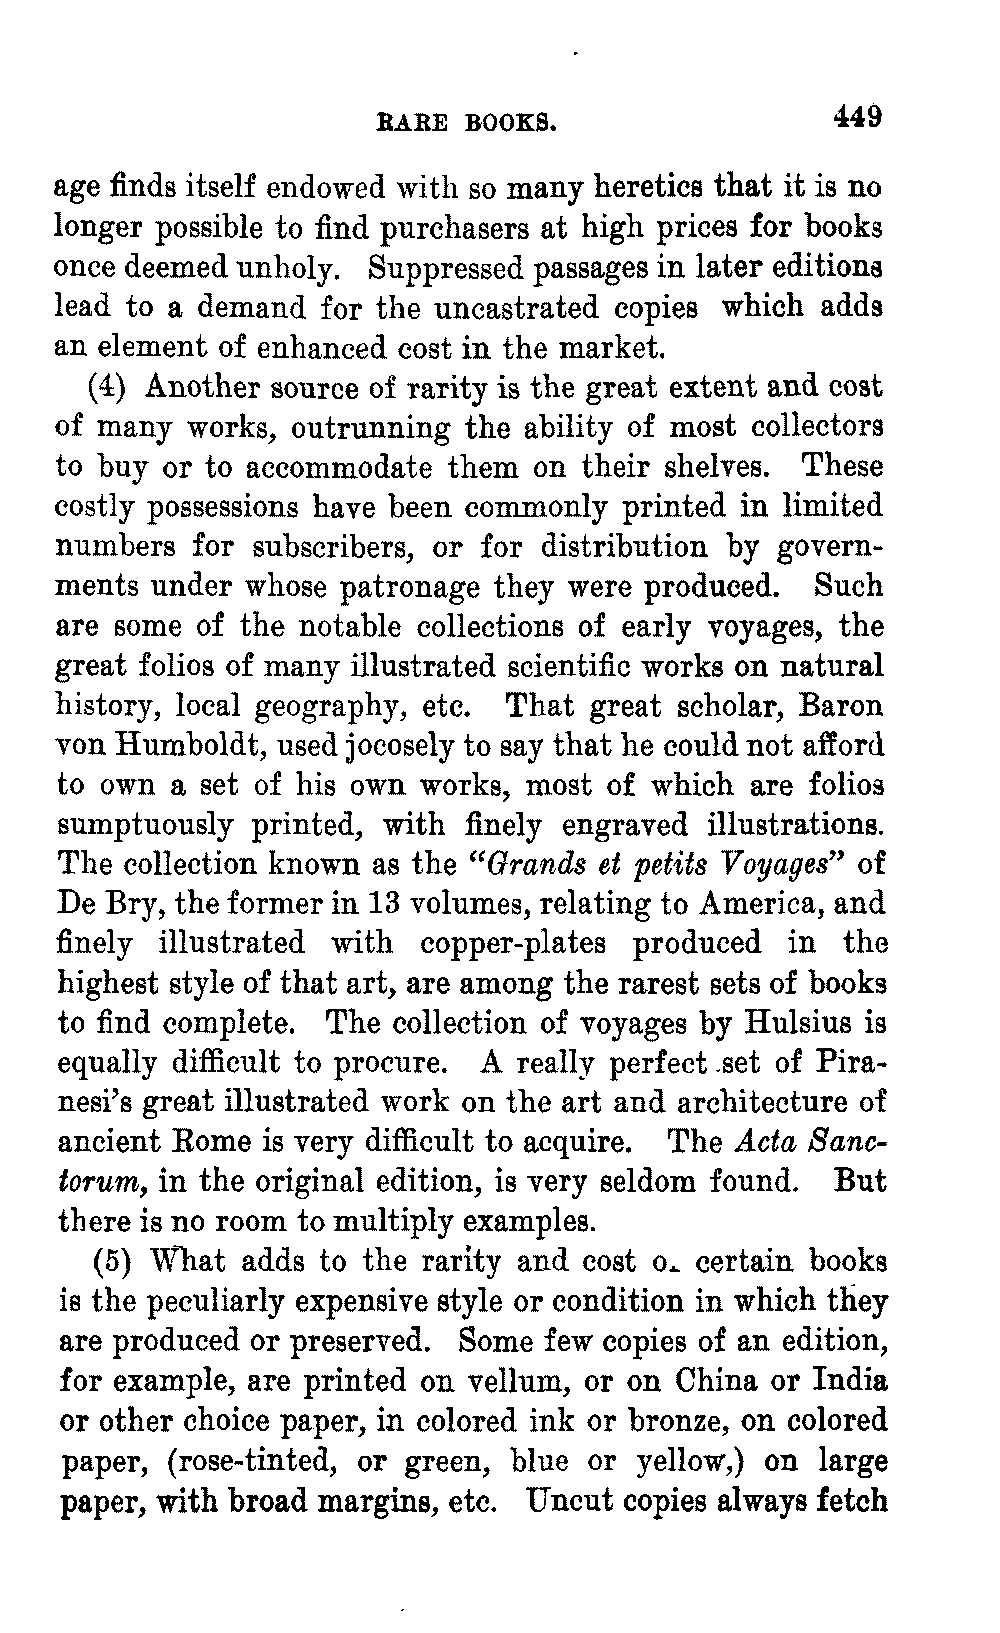 RARE BOOKS. 449
age finds itself endowed with so many heretics that it is no
longer possible to find purchasers at high prices for books
once deemed unholy. Suppressed passages in later editions
lead to a demand for the uncastrated copies which adds
an element of enhanced cost in the market.
(4) Another source of rarity is the great extent and cost
of many works, outrunning the ability of most collectors
to buy or to accommodate them on their shelves. These
costly possessions have been commonly printed in limited
numbers for subscribers, or for distribution by govern-
ments under whose patronage they were produced. Such
are some of the notable collections of early voyages, the
great folios of many illustrated scientific works on natural
history, local geography, etc. That great scholar, Baron
von Humboldt, used jocosely to say that he could not afford
to own a set of his own works, most of which are folios
sumptuously printed, with finely engraved illustrations.
The collection known as the “Grands et petits Voyages” of
De Bry, the former in 13 volumes, relating to America, and
finely illustrated with copper-plates produced in the
highest style of that art, are among the rarest sets of books
to find complete. The collection of voyages by Hulsius is
equally difficult to procure. A really perfect set of Pira-
nesi’s great illustrated work on the art and architecture of
ancient Rome is very difficult to acquire. The Acta Sanc-
torum, in the original edition, is very seldom found. But
there is no room to multiply examples.
(5) What adds to the rarity and cost o. certain books
is the peculiarly expensive style or condition in which they
are produced or preserved. Some few copies of an edition,
for example, are printed on vellum, or on China or India
or other choice paper, in colored ink or bronze, on colored
paper, (rose-tinted, or green, blue or yellow,) on large
paper, with broad margins, etc. Uncut copies always fetch